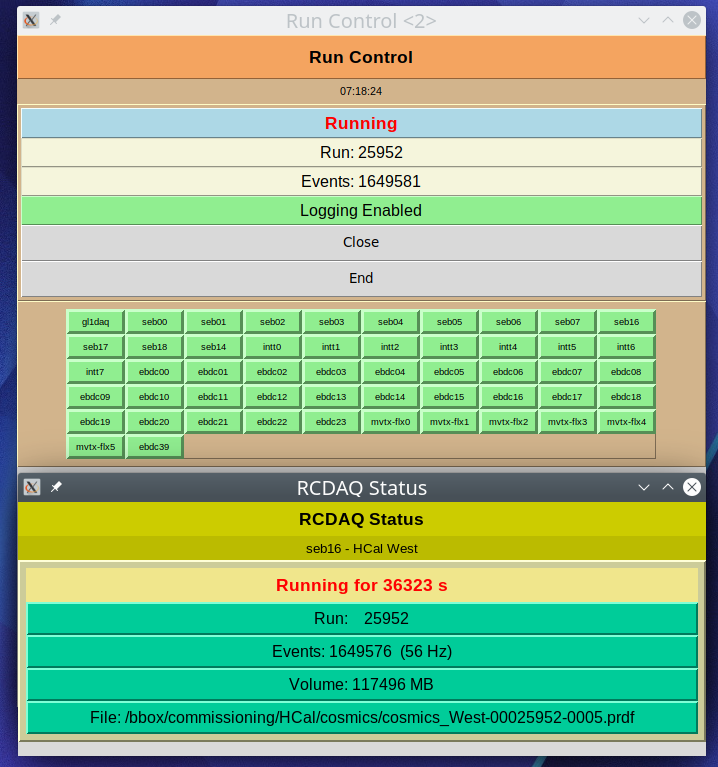 Run Control <2>
Run Control
07:18:24
Running
Run: 25952
Events: 1649581
Logging Enabled
Close
End
gl1daq seb00 seb01 seb02 seb03 seb04 seb05 seb06 seb07 seb16
seb17 seb18 seb14 intt0 intt1 intt2 intt3 intt4 intt5 intt6
intt7 ebdc00 ebdc01 ebdc02 ebdc03 ebdc04 ebdc05 ebdc06 ebdc07 ebdc08
ebdc09 ebdc10 ebdc11 ebdc12 ebdc13 ebdc14 ebdc15 ebdc16 ebdc17 ebdc18
ebdc19 ebdc20 ebdc21 ebdc22 ebdc23 mvtx-flx0 mvtx-flx1 mvtx-flx2 mvtx-flx3 mvtx-flx4
mvtx-flx5 ebdc39
RCDAQ Status
RCDAQ Status
seb16 - HCal West
Running for 36323 s
Run: 25952
Events: 1649576 (56 Hz)
Volume: 117496 MB
File: /bbox/commissioning/HCal/cosmics/cosmics_West-00025952-0005.prdf